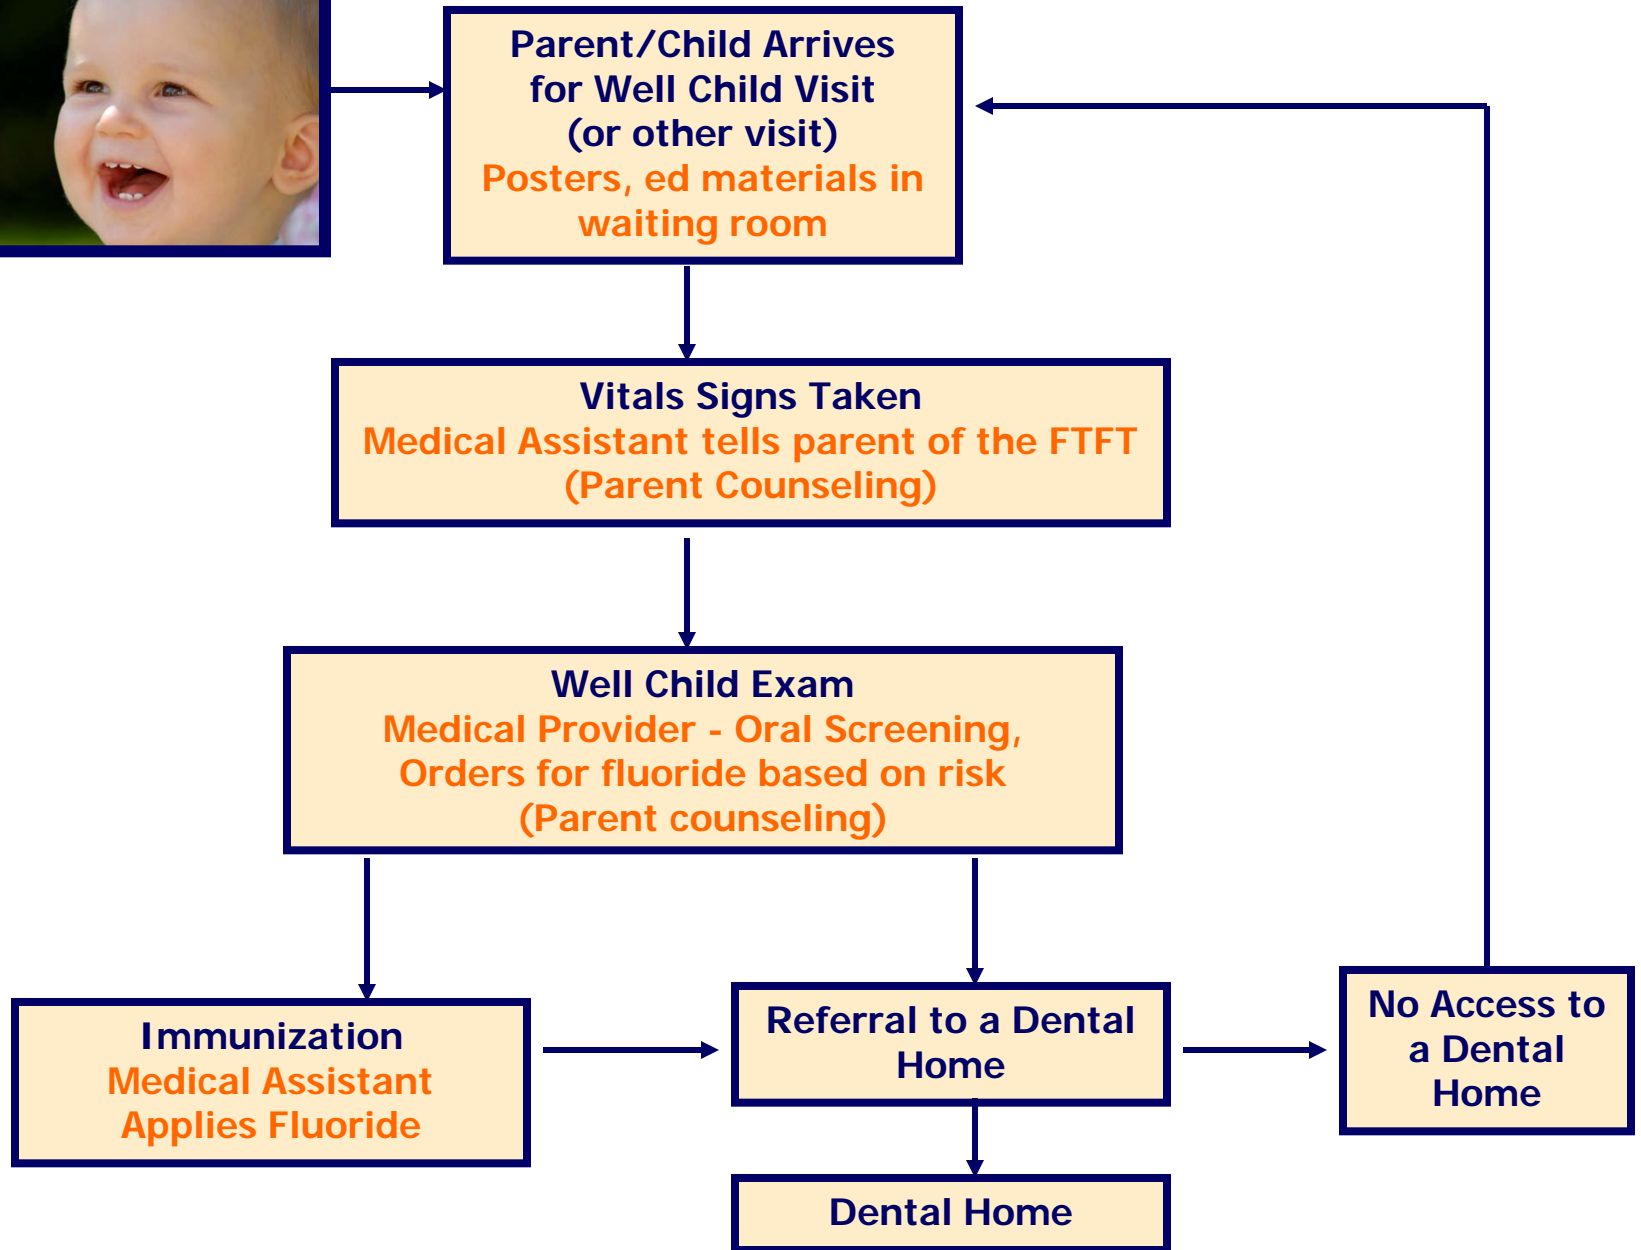 Parent/Child Arrives
for Well Child Visit
(or other visit)
Posters, ed materials in
waiting room
Vitals Signs Taken
Medical Assistant tells parent of the FTFT
(Parent Counseling)
Well Child Exam
Medical Provider - Oral Screening,
Orders for fluoride based on risk
(Parent counseling)
Immunization
Medical Assistant
Applies Fluoride
Referral to a Dental
Home
No Access to
a Dental
Home
Dental Home